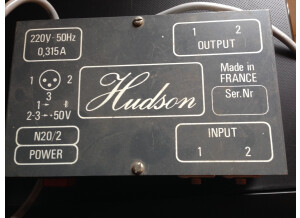 220V-50Hz
0,315A
1 2
OUTPUT
1 2
3
1-
2-3-+50V
Hudson
Made in
FRANCE
Ser.Nr
N20/2
POWER
INPUT
1 2